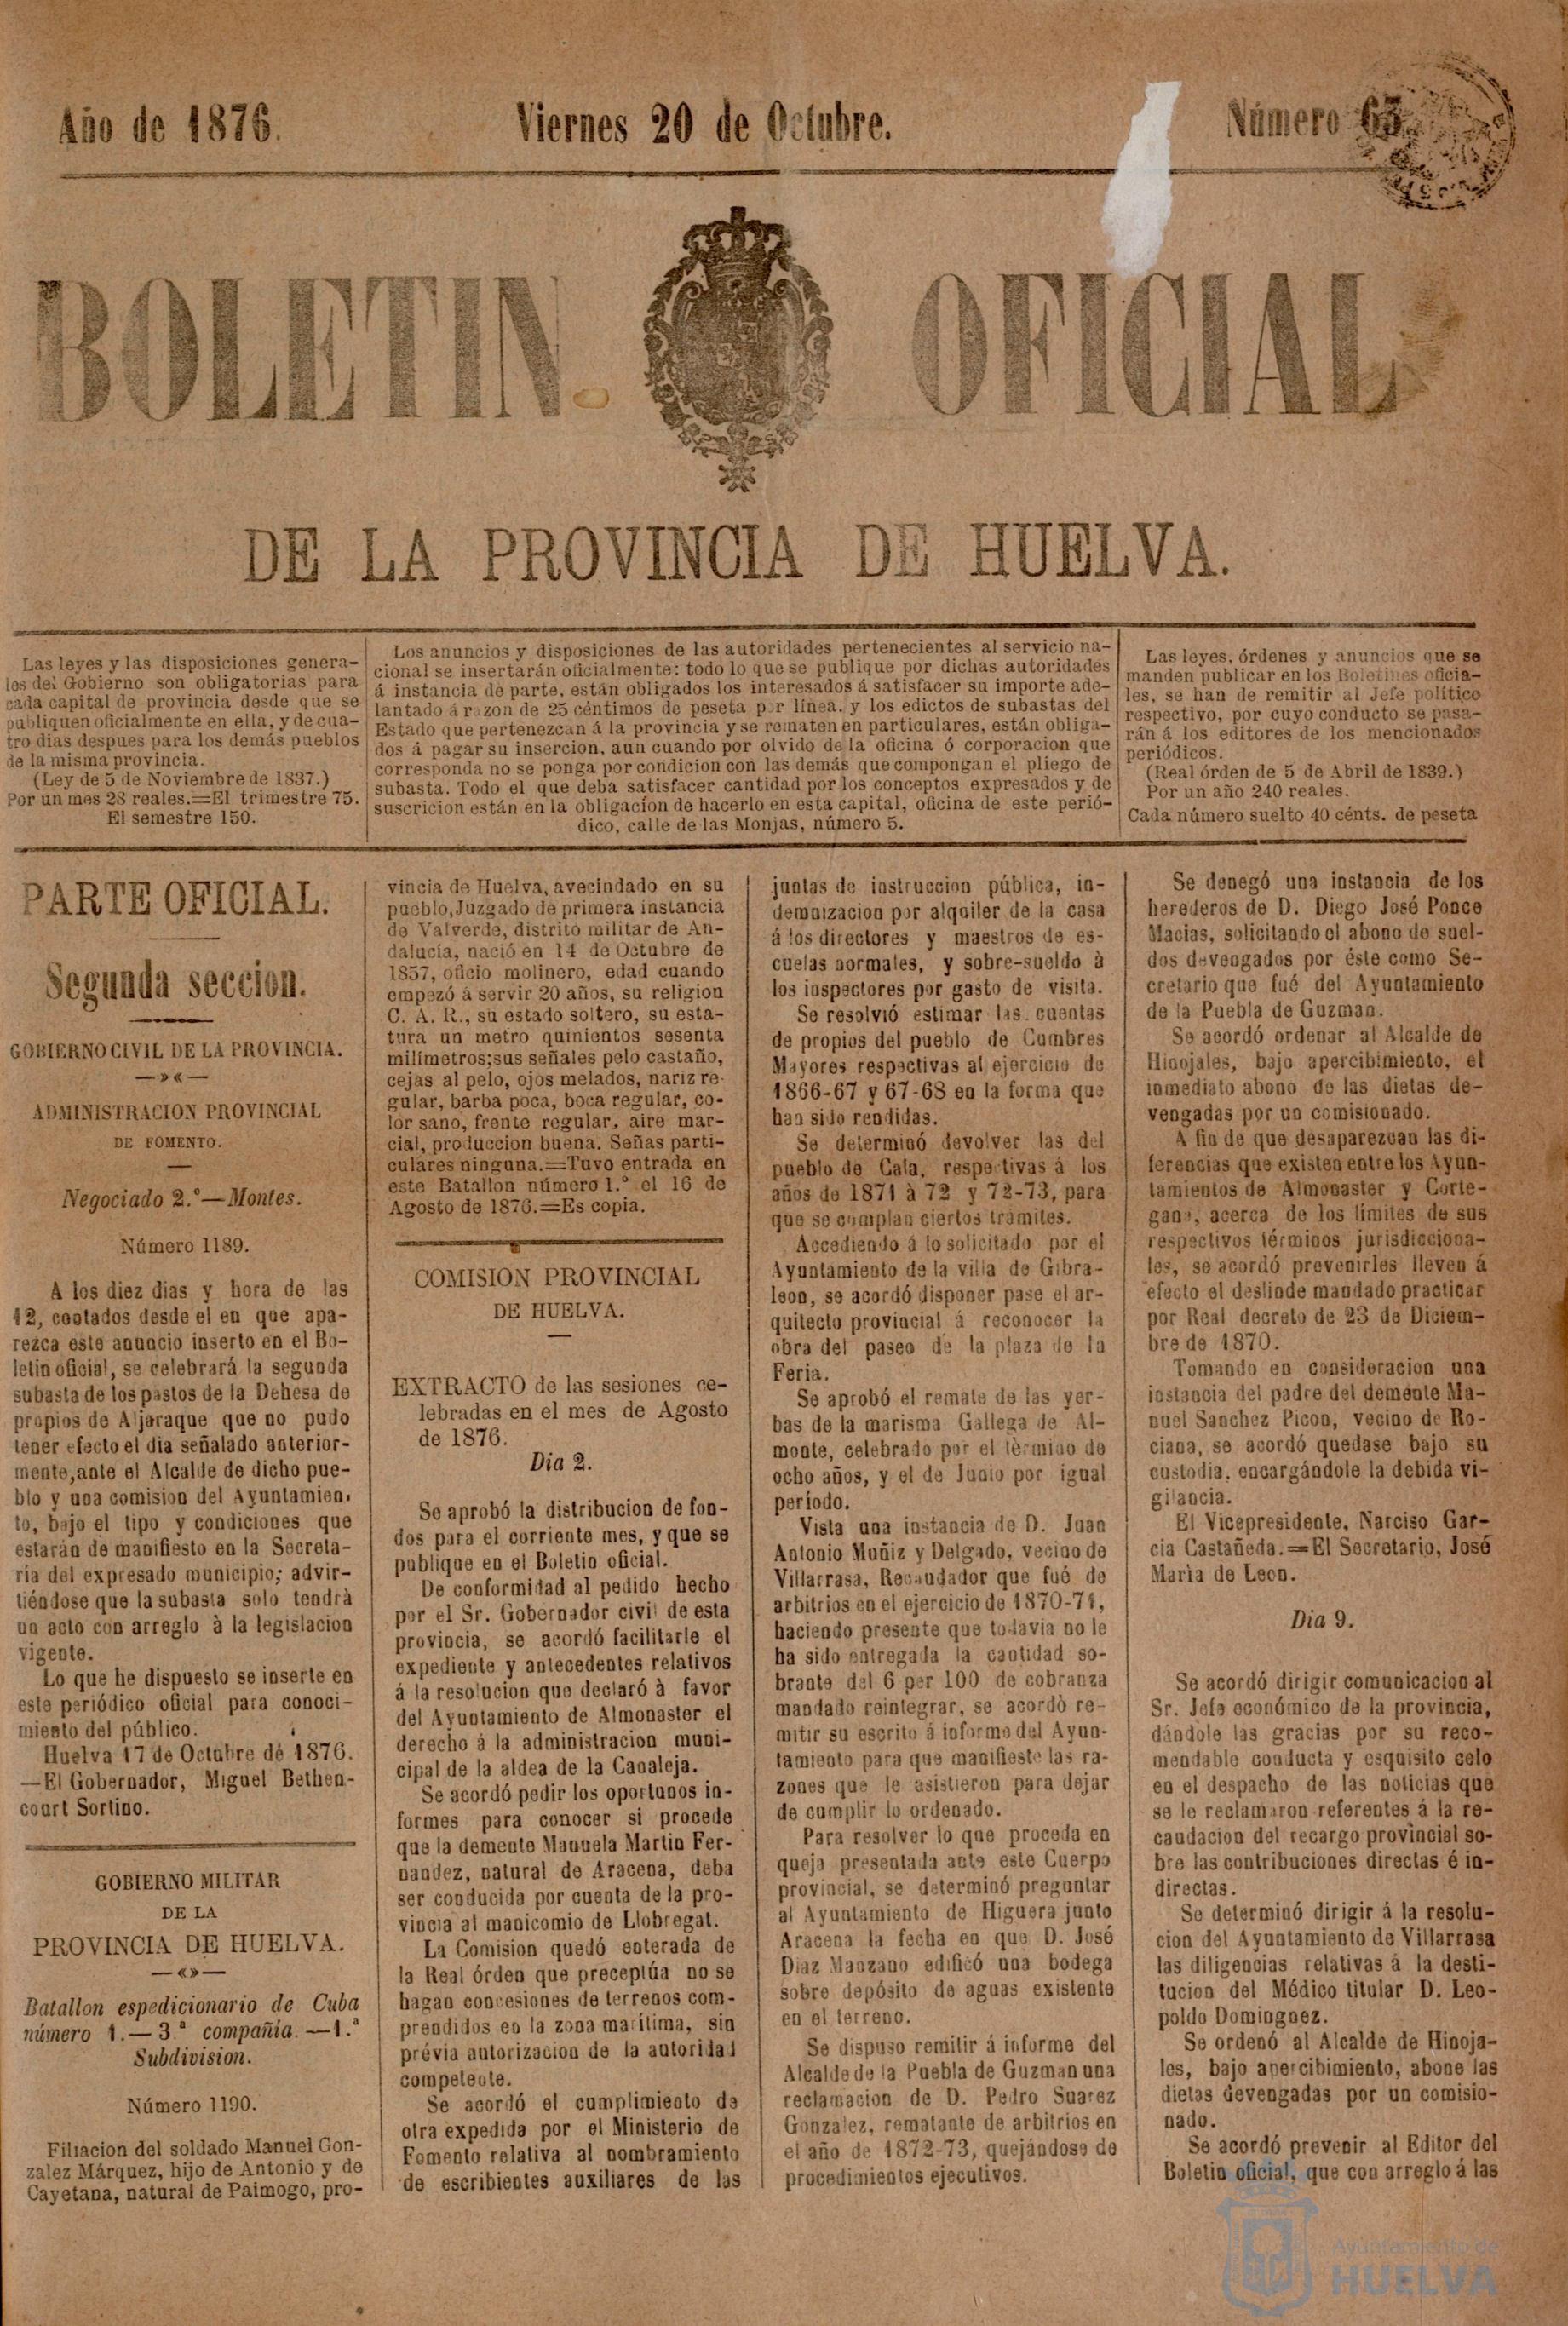 Año de 1876.
Viernes 20 de Octubre.
Número 63.
BOLETIN OFICIAL
DE LA PROVINCIA DE HUELVA.
Las leyes y las disposiciones genera-
les del Gobierno son obligatorias para
cada capital de provincia desde que se
publiquen oficialmente en ella, y de cua-
tro dias despues para los demás pueblos
de la misma provincia.
(Ley de 5 de Noviembre de 1837.)
Por un mes 28 reales.=El trimestre 75.
El semestre 150.
Los anuncios y disposiciones de las autoridades pertenecientes al servicio na-
cional se insertarán oficialmente: todo lo que se publique por dichas autoridades
á instancia de parte, están obligados los interesados á satisfacer su importe ade-
lantado á razon de 25 céntimos de peseta por línea. y los edictos de subastas del
Estado que pertenezcan á la provincia y se rematen en particulares, están obliga-
dos á pagar su insercion, aun cuando por olvido de la oficina ó corporacion que
corresponda no se ponga por condicion con las demás que compongan el pliego de
subasta. Todo el que deba satisfacer cantidad por los conceptos expresados y de
suscricion están en la obligacion de hacerlo en esta capital, oficina de este perió-
dico, calle de las Monjas, número 5.
Las leyes, órdenes y anuncios que se
manden publicar en los Boletines oficia-
les, se han de remitir al Jefe político
respectivo, por cuyo conducto se pasa-
rán á los editores de los mencionados
periódicos.
(Real órden de 5 de Abril de 1839.)
Por un año 240 reales.
Cada número suelto 40 cénts. de peseta
PARTE OFICIAL.
Segunda seccion.
GOBIERNO CIVIL DE LA PROVINCIA.
ADMINISTRACION PROVINCIAL
DE FOMENTO.
Negociado 2.º—Montes.
Número 1189.
A los diez dias y hora de las
12, contados desde el en que apa-
rezca este anuncio inserto en el Bo-
letin oficial, se celebrará la segunda
subasta de los pastos de la Dehesa de
propios de Aljaraque que no pudo
tener efecto el dia señalado anterior-
mente, ante el Alcalde de dicho pue-
blo y una comision del Ayuntamien-
to, bajo el tipo y condiciones que
estarán de manifiesto en la Secreta-
ría del expresado municipio; advir-
tiéndose que la subasta solo tendrà
un acto con arreglo à la legislacion
vigente.
Lo que he dispuesto se inserte en
este periódico oficial para conoci-
miento del público.
Huelva 17 de Octubre de 1876.
—El Gobernador, Miguel Bethen-
court Sortino.
GOBIERNO MILITAR
DE LA
PROVINCIA DE HUELVA.
—«»—
Batallon espedicionario de Cuba
número 1.—3.ª compañía.—1.ª
Subdivision.
Número 1190.
Filiacion del soldado Manuel Gon-
zalez Márquez, hijo de Antonio y de
Cayetana, natural de Paimogo, pro-
vincia de Huelva, avecindado en su
pueblo, Juzgado de primera instancia
de Valverde, distrito militar de An-
dalucía, nació en 14 de Octubre de
1857, oficio molinero, edad cuando
empezó á servir 20 años, su religion
C. A. R., su estado soltero, su esta-
tura un metro quinientos sesenta
milímetros; sus señales pelo castaño,
cejas al pelo, ojos melados, nariz re-
gular, barba poca, boca regular, co-
lor sano, frente regular, aire mar-
cial, produccion buena. Señas parti-
culares ninguna.=Tuvo entrada en
este Batallon número 1.º el 16 de
Agosto de 1876.=Es copia.
COMISION PROVINCIAL
DE HUELVA.
EXTRACTO de las sesiones ce-
lebradas en el mes de Agosto
de 1876.
Dia 2.
Se aprobó la distribucion de fon-
dos para el corriente mes, y que se
publique en el Boletin oficial.
De conformidad al pedido hecho
por el Sr. Gobernador civil de esta
provincia, se acordó facilitarle el
expediente y antecedentes relativos
á la resolucion que declaró à favor
del Ayuntamiento de Almonaster el
derecho á la administracion muni-
cipal de la aldea de la Canaleja.
Se acordó pedir los oportunos in-
formes para conocer si procede
que la demente Manuela Martin Fer-
nandez, natural de Aracena, deba
ser conducida por cuenta de la pro-
vincia al manicomio de Llobregat.
La Comision quedó enterada de
la Real órden que preceptúa no se
hagan concesiones de terrenos com-
prendidos en la zona marítima, sin
prévia autorizacion de la autoridad
competente.
Se acordó el cumplimiento de
otra expedida por el Ministerio de
Fomento relativa al nombramiento
de escribientes auxiliares de las
juntas de instruccion pública, in-
demnizacion por alquiler de la casa
á los directores y maestros de es-
cuelas normales, y sobre-sueldo à
los inspectores por gasto de visita.
Se resolvió estimar las cuentas
de propios del pueblo de Cumbres
Mayores respectivas al ejercicio de
1866-67 y 67-68 en la forma que
han sido rendidas.
Se determinó devolver las del
pueblo de Cala, respectivas á los
años de 1871 à 72 y 72-73, para
que se cumplan ciertos trámites.
Accediendo á lo solicitado por el
Ayuntamiento de la villa de Gibra-
leon, se acordó disponer pase el ar-
quitecto provincial á reconocer la
obra del paseo de la plaza de la
Feria.
Se aprobó el remate de las yer-
bas de la marisma Gallega de Al-
monte, celebrado por el tèrmino de
ocho años, y el de Junio por igual
período.
Vista una instancia de D. Juan
Antonio Muñiz y Delgado, vecino de
Villarrasa, Recaudador que fué de
arbitrios en el ejercicio de 1870-71,
haciendo presente que todavia no le
ha sido entregada la cantidad so-
brante del 6 por 100 de cobranza
mandado reintegrar, se acordò re-
mitir su escrito á informe del Ayun-
tamiento para que manifieste las ra-
zones que le asistieron para dejar
de cumplir lo ordenado.
Para resolver lo que proceda en
queja presentada ante este Cuerpo
provincial, se determinó preguntar
al Ayuntamiento de Higuera junto
Aracena la fecha en que D. José
Diaz Manzano edificó una bodega
sobre depósito de aguas existente
en el terreno.
Se dispuso remitir á informe del
Alcalde de la Puebla de Guzman una
reclamacion de D. Pedro Suarez
Gonzalez, rematante de arbitrios en
el año de 1872-73, quejándose de
procedimientos ejecutivos.
Se denegó una instancia de los
herederos de D. Diego José Ponce
Macias, solicitando el abono de suel-
dos devengados por éste como Se-
cretario que fué del Ayuntamiento
de la Puebla de Guzman.
Se acordó ordenar al Alcalde de
Hinojales, bajo apercibimiento, el
inmediato abono de las dietas de-
vengadas por un comisionado.
A fin de que desaparezcan las di-
ferencias que existen entre los Ayun-
tamientos de Almonaster y Corte-
gana, acerca de los límites de sus
respectivos términos jurisdicciona-
les, se acordó prevenirles lleven á
efecto el deslinde mandado practicar
por Real decreto de 23 de Diciem-
bre de 1870.
Tomando en consideracion una
instancia del padre del demente Ma-
nuel Sanchez Picon, vecino de Ro-
ciana, se acordó quedase bajo su
custodia, encargándole la debida vi-
gilancia.
El Vicepresidente, Narciso Gar-
cia Castañeda.=El Secretario, José
Marìa de Leon.
Dia 9.
Se acordó dirigir comunicacion al
Sr. Jefe económico de la provincia,
dándole las gracias por su reco-
mendable conducta y esquisito celo
en el despacho de las noticias que
se le reclamaron referentes á la re-
caudacion del recargo provincial so-
bre las contribuciones directas é in-
directas.
Se determinó dirigir á la resolu-
cion del Ayuntamiento de Villarrasa
las diligencias relativas à la desti-
tucion del Médico titular D. Leo-
poldo Dominguez.
Se ordenó al Alcalde de Hinoja-
les, bajo apercibimiento, abone las
dietas devengadas por un comisio-
nado.
Se acordó prevenir al Editor del
Boletin oficial, que con arreglo á las
Ayuntamiento de
HUELVA